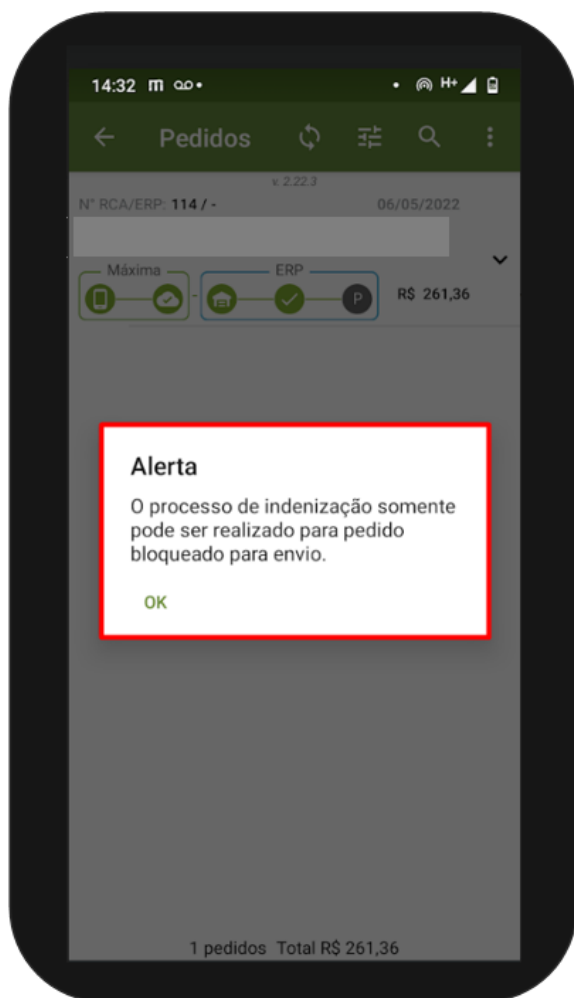 14:32 m H+
Pedidos
v. 2.22.3
N° RCA/ERP: 114 / - 06/05/2022
Máxima ERP
- P R$ 261,36
Alerta
O processo de indenização somente
pode ser realizado para pedido
bloqueado para envio.
OK
1 pedidos Total R$ 261,36